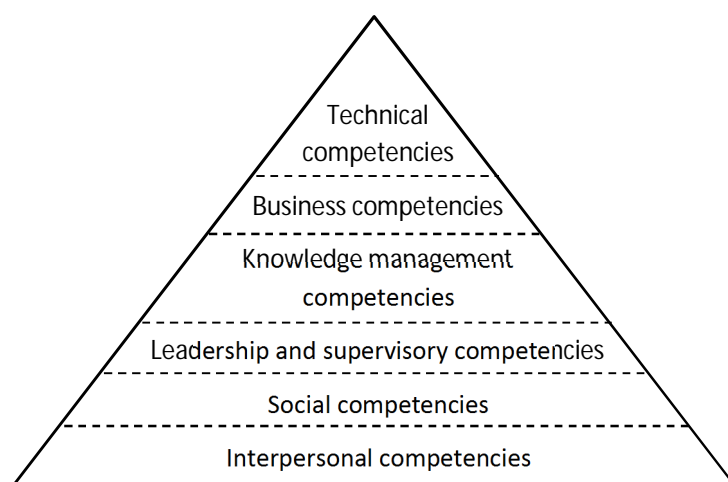 Technical
competencies
Business competencies
Knowledge management
competencies
Leadership and supervisory competencies
Social competencies
Interpersonal competencies